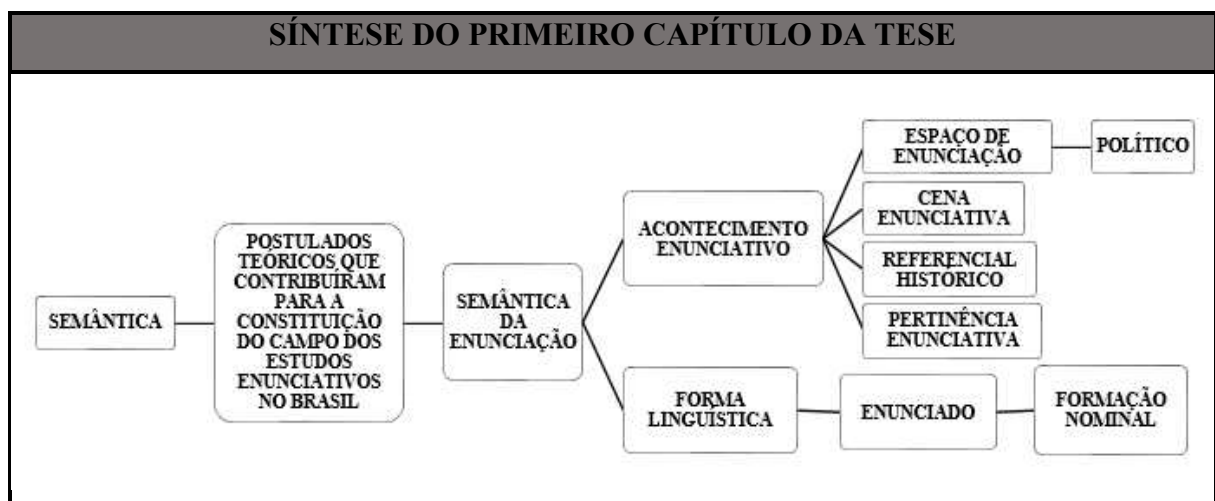 SÍNTESE DO PRIMEIRO CAPÍTULO DA TESE
SEMÂNTICA
POSTULADOS
TEÓRICOS QUE
CONTRIBUÍRAM
PARA A
CONSTITUIÇÃO
DO CAMPO DOS
ESTUDOS
ENUNCIATIVOS
NO BRASIL
SEMÂNTICA
DA
ENUNCIAÇÃO
ACONTECIMENTO
ENUNCIATIVO
ESPAÇO DE
ENUNCIAÇÃO
POLÍTICO
CENA
ENUNCIATIVA
REFERENCIAL
HISTÓRICO
PERTINÊNCIA
ENUNCIATIVA
FORMA
LINGUÍSTICA
ENUNCIADO
FORMAÇÃO
NOMINAL